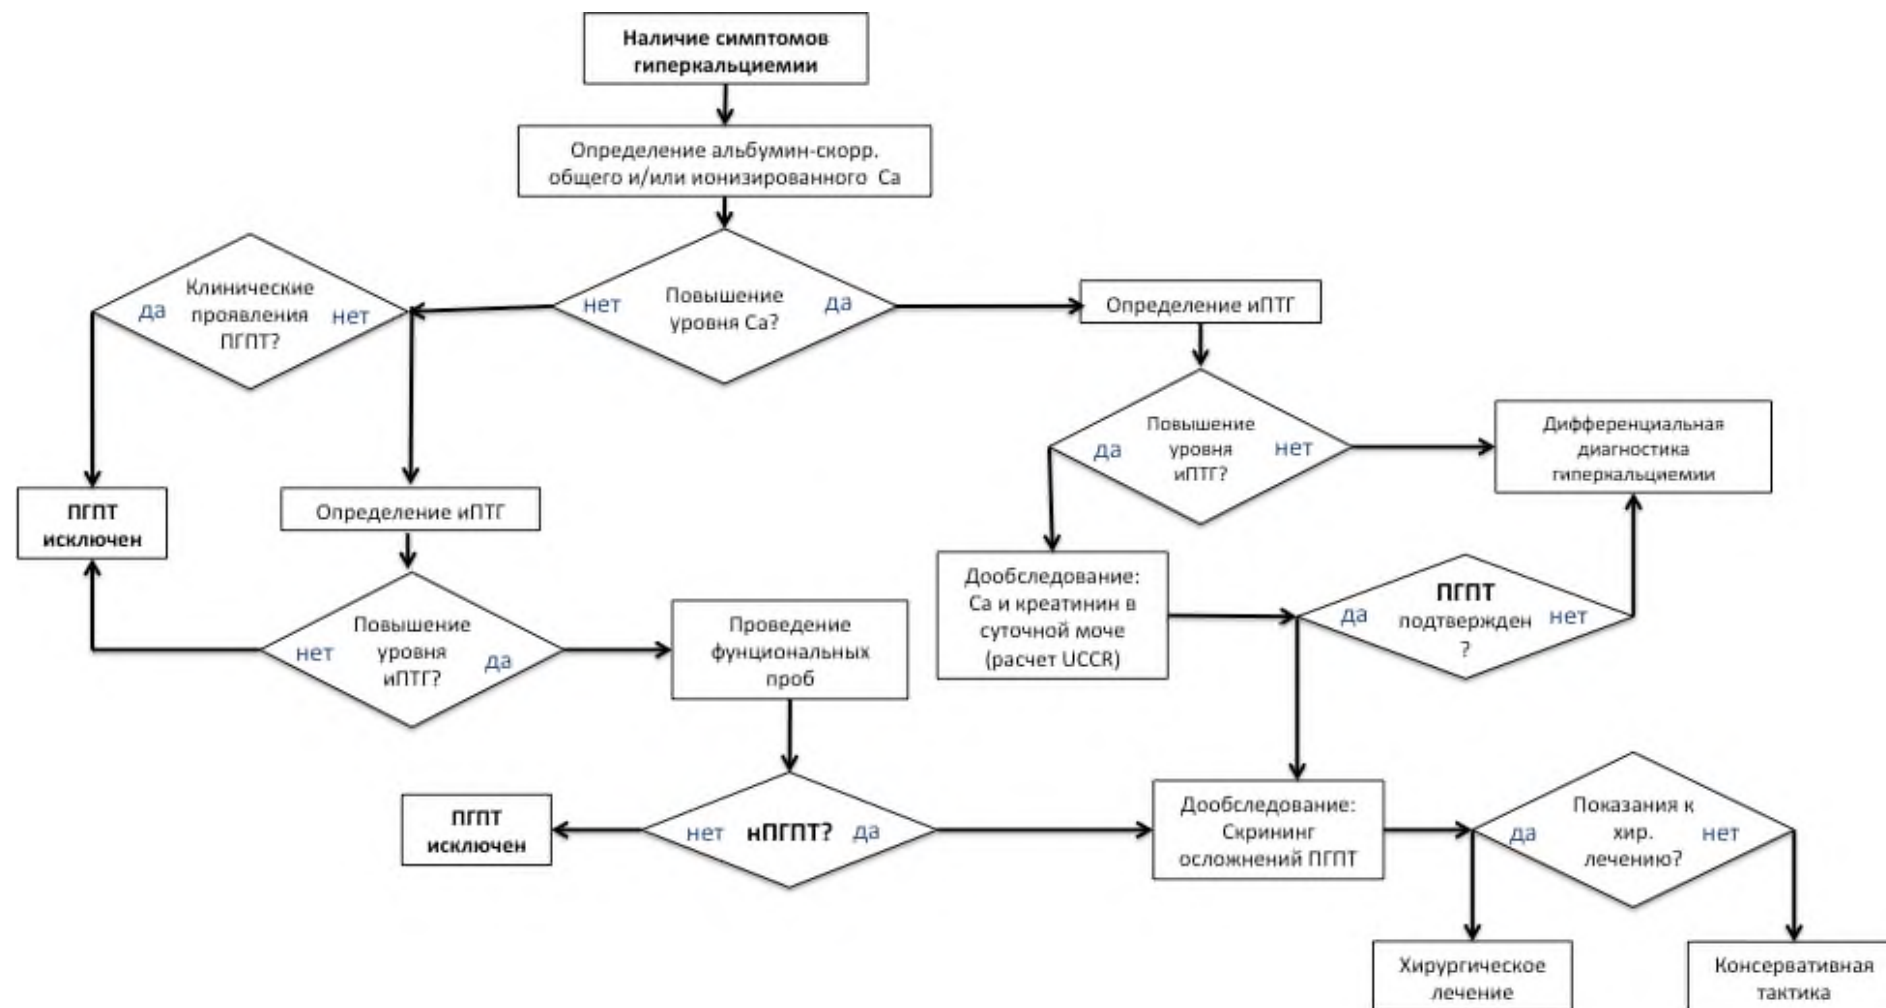 Наличие симптомов
гиперкальциемии
Определение альбумин-скорр.
общего и/или ионизированного Ca
Клинические
проявления
ПГПТ?
да
нет
Повышение
уровня Ca?
нет
да
Определение иПТГ
Повышение
уровня
иПТГ?
да
нет
Дифференциальная
диагностика
гиперкальциемии
ПГПТ
исключен
Определение иПТГ
Повышение
уровня
иПТГ?
нет
да
Проведение
фунциональных
проб
Дообследование:
Ca и креатинин в
суточной моче
(расчет UCCR)
ПГПТ
подтвержден
?
да
нет
ПГПТ
исключен
нет
нПГПТ?
да
Дообследование:
Скрининг
осложнений ПГПТ
Показания к
хир.
лечению?
да
нет
Хирургическое
лечение
Консервативная
тактика